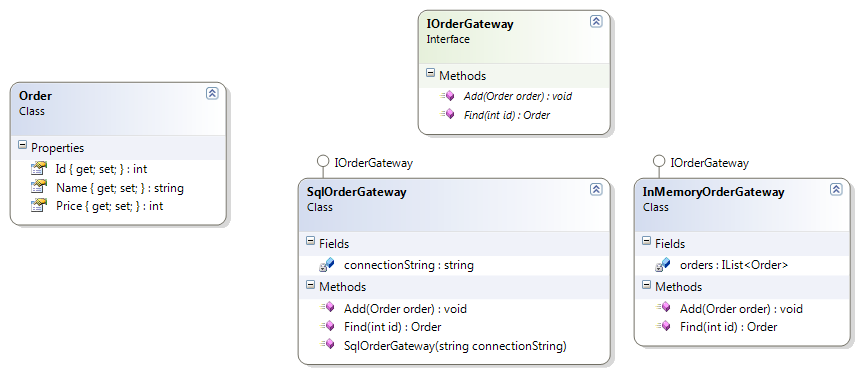 IOrderGateway
Interface
Methods
Add(Order order) : void
Find(int id) : Order
Order
Class
Properties
Id { get; set; } : int
Name { get; set; } : string
Price { get; set; } : int
IOrderGateway
SqlOrderGateway
Class
Fields
connectionString : string
Methods
Add(Order order) : void
Find(int id) : Order
SqlOrderGateway(string connectionString)
IOrderGateway
InMemoryOrderGateway
Class
Fields
orders : IList<Order>
Methods
Add(Order order) : void
Find(int id) : Order